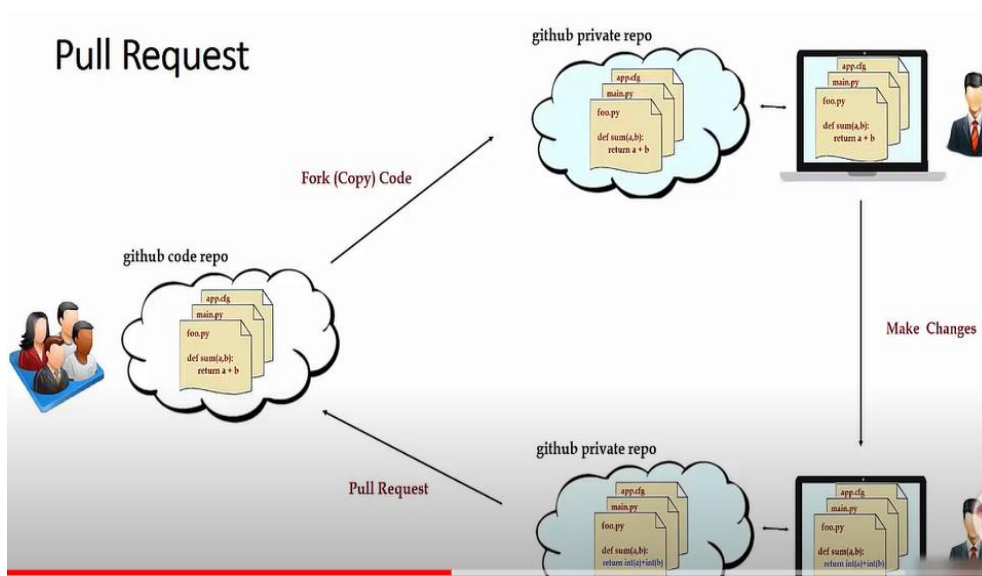 Pull Request
github private repo
app.cfg
main.py
foo.py
def sum(a,b):
return a + b
app.cfg
main.py
foo.py
def sum(a,b):
return a + b
Fork (Copy) Code
github code repo
app.cfg
main.py
foo.py
def sum(a,b):
return a + b
Make Changes
github private repo
Pull Request
app.cfg
main.py
foo.py
def sum(a,b):
return int(a)+int(b)
app.cfg
main.py
foo.py
def sum(a,b):
return int(a)+int(b)